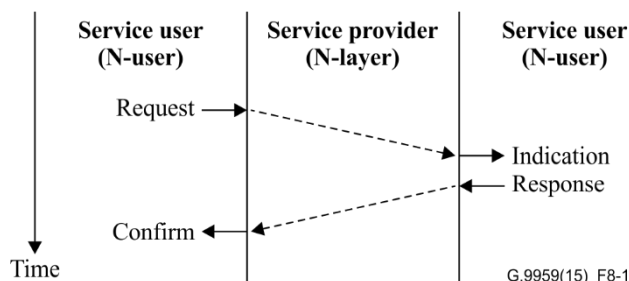 Service user
(N-user)
Service provider
(N-layer)
Service user
(N-user)
Request
Indication
Response
Confirm
Time
G.9959(15)_F8-1